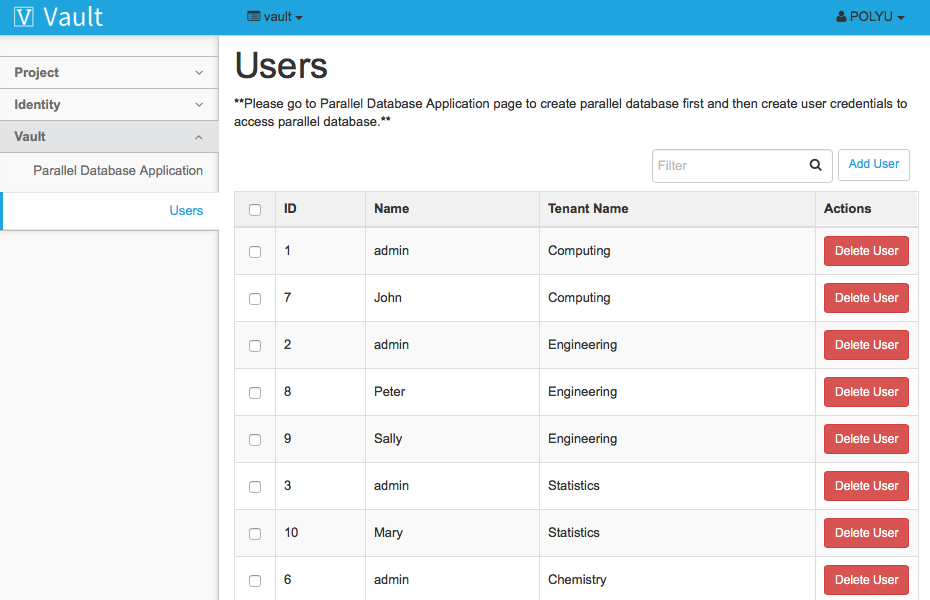 V Vault
vault
POLYU
Project
Identity
Vault
Parallel Database Application
Users
Users
**Please go to Parallel Database Application page to create parallel database first and then create user credentials to
access parallel database.**
Filter
Add User
ID Name Tenant Name Actions
1 admin Computing Delete User
7 John Computing Delete User
2 admin Engineering Delete User
8 Peter Engineering Delete User
9 Sally Engineering Delete User
3 admin Statistics Delete User
10 Mary Statistics Delete User
6 admin Chemistry Delete User